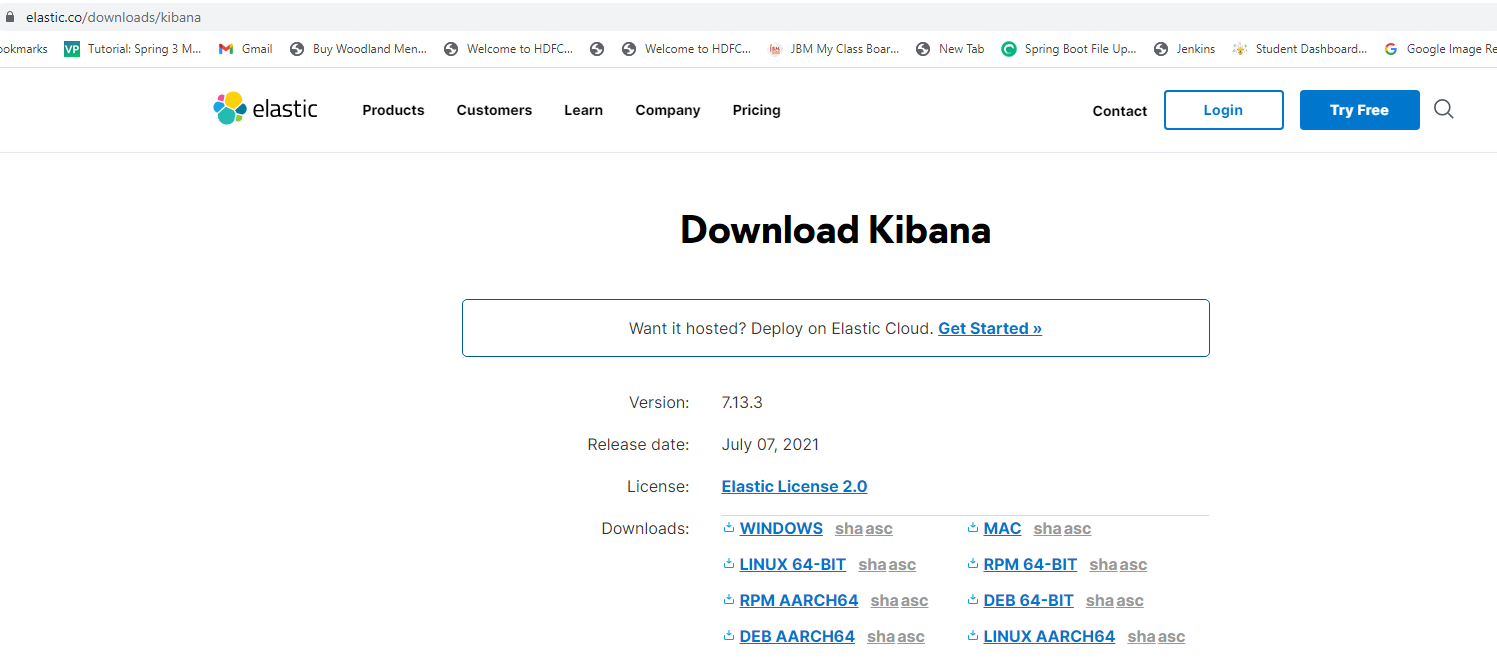 elastic.co/downloads/kibana
ookmarks VP Tutorial: Spring 3 M... Gmail Buy Woodland Men... Welcome to HDFC... Welcome to HDFC... JBM My Class Boar... New Tab Spring Boot File Up... Jenkins Student Dashboard... G Google Image Re
elastic Products Customers Learn Company Pricing Contact Login Try Free
Download Kibana
Want it hosted? Deploy on Elastic Cloud. Get Started »
Version: 7.13.3
Release date: July 07, 2021
License: Elastic License 2.0
Downloads: WINDOWS sha asc MAC sha asc
LINUX 64-BIT sha asc RPM 64-BIT sha asc
RPM AARCH64 sha asc DEB 64-BIT sha asc
DEB AARCH64 sha asc LINUX AARCH64 sha asc